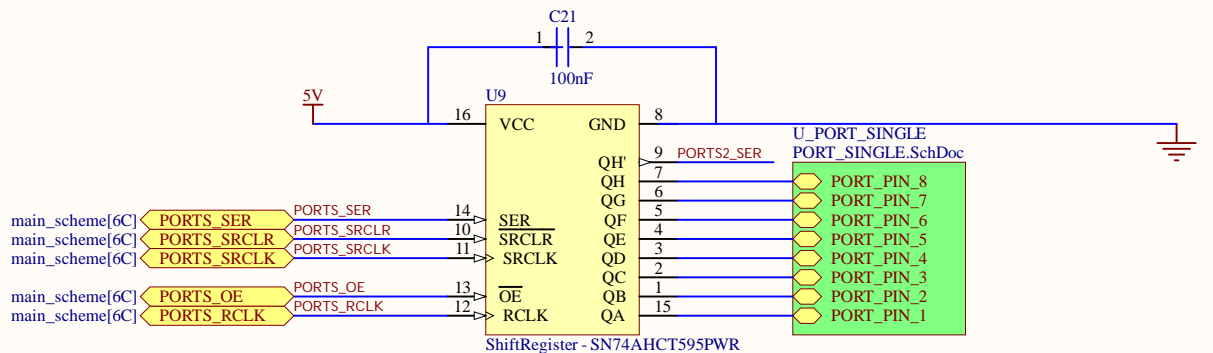 C21
1 2
100nF
5V
U9
16 VCC GND 8
U_PORT_SINGLE
PORT_SINGLE.SchDoc
QH' 9 PORTS2_SER
QH 7 PORT_PIN_8
QG 6 PORT_PIN_7
main_scheme[6C] PORTS_SER PORTS_SER 14 SER QF 5 PORT_PIN_6
main_scheme[6C] PORTS_SRCLR PORTS_SRCLR 10 SRCLR QE 4 PORT_PIN_5
main_scheme[6C] PORTS_SRCLK PORTS_SRCLK 11 SRCLK QD 3 PORT_PIN_4
QC 2 PORT_PIN_3
main_scheme[6C] PORTS_OE PORTS_OE 13 OE QB 1 PORT_PIN_2
main_scheme[6C] PORTS_RCLK PORTS_RCLK 12 RCLK QA 15 PORT_PIN_1
ShiftRegister - SN74AHCT595PWR